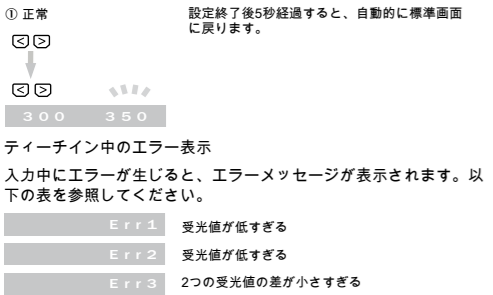 ① 正常
設定終了後5秒経過すると、自動的に標準画面
に戻ります。
300 350
ティーチイン中のエラー表示
入力中にエラーが生じると、エラーメッセージが表示されます。以
下の表を参照してください。
Err1 受光値が低すぎる
Err2 受光値が低すぎる
Err3 2つの受光値の差が小さすぎる